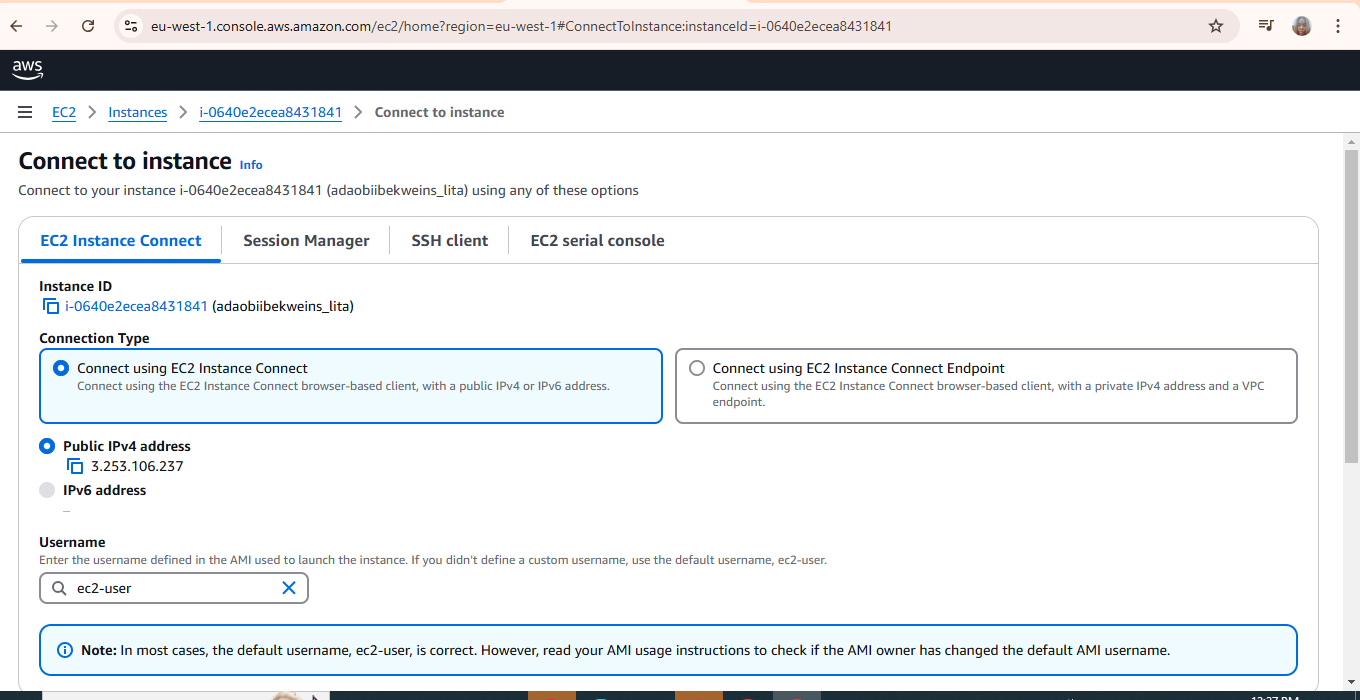 eu-west-1.console.aws.amazon.com/ec2/home?region=eu-west-1#ConnectToInstance:instanceId=i-0640e2ecea8431841
aws
EC2 > Instances > i-0640e2ecea8431841 > Connect to instance
Connect to instance Info
Connect to your instance i-0640e2ecea8431841 (adaobiibekweins_lita) using any of these options
EC2 Instance Connect Session Manager SSH client EC2 serial console
Instance ID
i-0640e2ecea8431841 (adaobiibekweins_lita)
Connection Type
Connect using EC2 Instance Connect
Connect using the EC2 Instance Connect browser-based client, with a public IPv4 or IPv6 address.
Connect using EC2 Instance Connect Endpoint
Connect using the EC2 Instance Connect browser-based client, with a private IPv4 address and a VPC
endpoint.
Public IPv4 address
3.253.106.237
IPv6 address
–
Username
Enter the username defined in the AMI used to launch the instance. If you didn't define a custom username, use the default username, ec2-user.
ec2-user
Note: In most cases, the default username, ec2-user, is correct. However, read your AMI usage instructions to check if the AMI owner has changed the default AMI username.